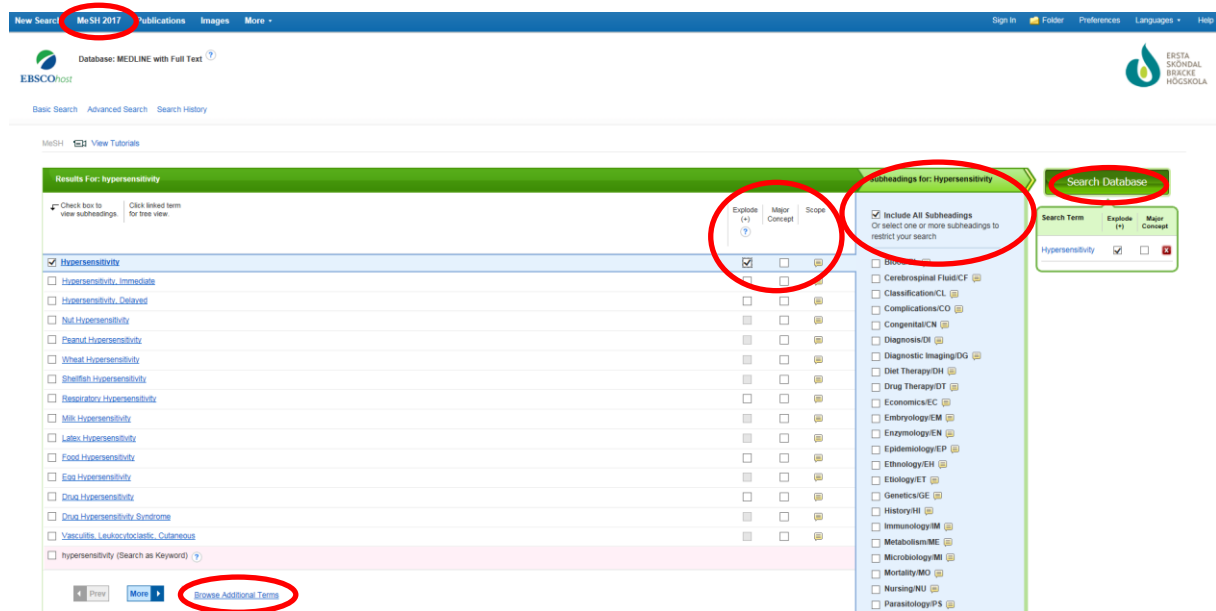 New Search MeSH 2017 Publications Images More
Sign In Folder Preferences Languages Help
Database: MEDLINE with Full Text ?
EBSCOhost
ERSTA
SKÖNDAL
BRÄCKE
HÖGSKOLA
Basic Search Advanced Search Search History
MeSH View Tutorials
Results For: hypersensitivity
Check box to
view subheadings.
Click linked term
for tree view.
Explode
(+)
?
Major
Concept
Scope
Hypersensitivity
Hypersensitivity, Immediate
Hypersensitivity, Delayed
Nut Hypersensitivity
Peanut Hypersensitivity
Wheat Hypersensitivity
Shellfish Hypersensitivity
Respiratory Hypersensitivity
Milk Hypersensitivity
Latex Hypersensitivity
Food Hypersensitivity
Egg Hypersensitivity
Drug Hypersensitivity
Drug Hypersensitivity Syndrome
Vasculitis, Leukocytoclastic, Cutaneous
hypersensitivity (Search as Keyword) ?
Prev More Browse Additional Terms
Subheadings for: Hypersensitivity
Include All Subheadings
Or select one or more subheadings to
restrict your search
Cerebrospinal Fluid/CF
Classification/CL
Complications/CO
Congenital/CN
Diagnosis/DI
Diagnostic Imaging/DG
Diet Therapy/DH
Drug Therapy/DT
Economics/EC
Embryology/EM
Enzymology/EN
Epidemiology/EP
Ethnology/EH
Etiology/ET
Genetics/GE
History/HI
Immunology/IM
Metabolism/ME
Microbiology/MI
Mortality/MO
Nursing/NU
Parasitology/PS
Search Database
Search Term Explode
(+)
Major
Concept
Hypersensitivity